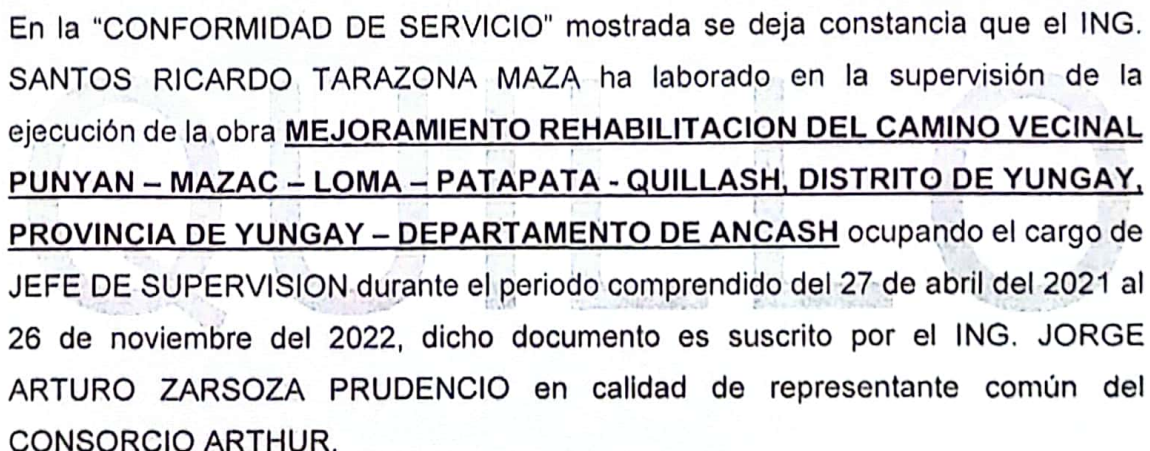 En la "CONFORMIDAD DE SERVICIO" mostrada se deja constancia que el ING.
SANTOS RICARDO TARAZONA MAZA ha laborado en la supervisión de la
ejecución de la obra MEJORAMIENTO REHABILITACION DEL CAMINO VECINAL
PUNYAN – MAZAC – LOMA – PATAPATA - QUILLASH, DISTRITO DE YUNGAY,
PROVINCIA DE YUNGAY – DEPARTAMENTO DE ANCASH ocupando el cargo de
JEFE DE SUPERVISION durante el periodo comprendido del 27 de abril del 2021 al
26 de noviembre del 2022, dicho documento es suscrito por el ING. JORGE
ARTURO ZARSOZA PRUDENCIO en calidad de representante común del
CONSORCIO ARTHUR.